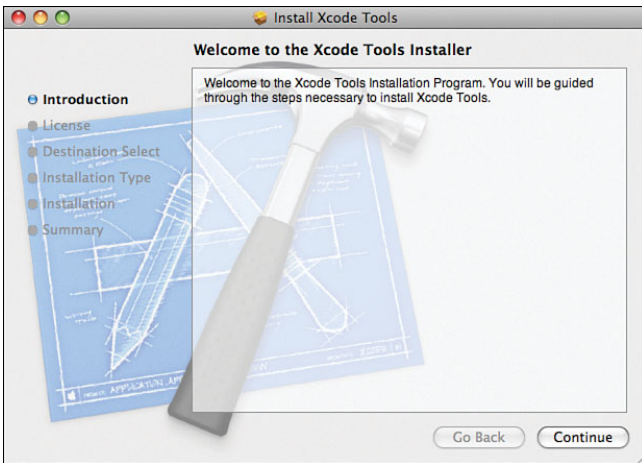 Install Xcode Tools
Welcome to the Xcode Tools Installer
Introduction
License
Destination Select
Installation Type
Installation
Summary
Welcome to the Xcode Tools Installation Program. You will be guided
through the steps necessary to install Xcode Tools.
Go Back
Continue